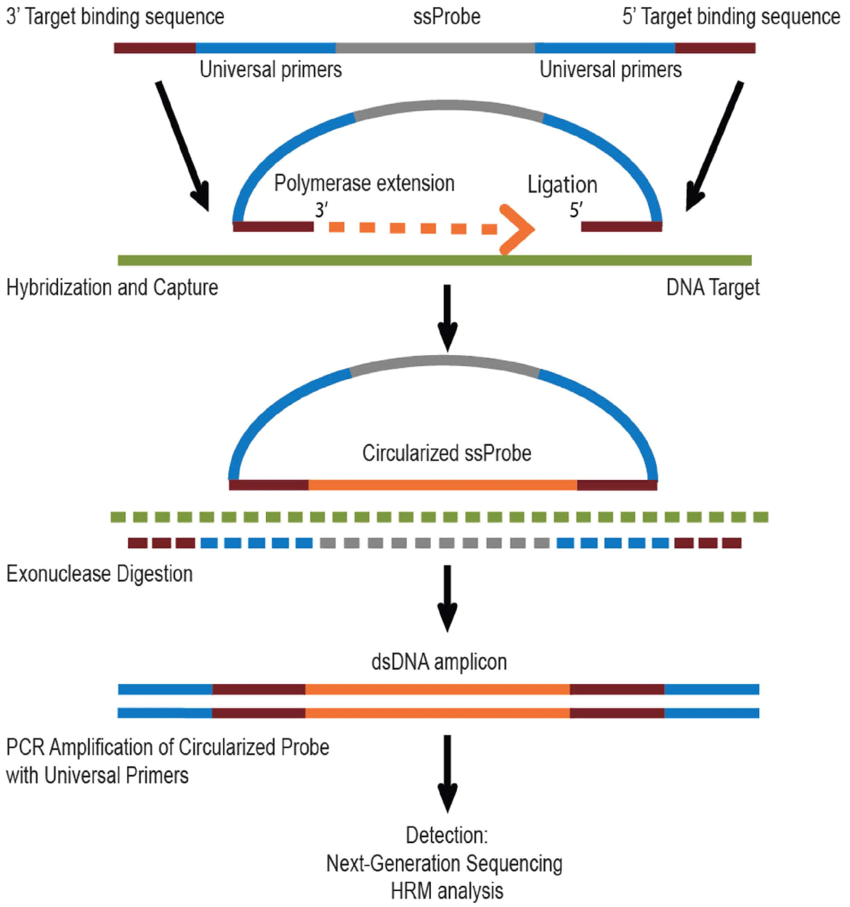 3’ Target binding sequence
ssProbe
5’ Target binding sequence
Universal primers
Universal primers
Polymerase extension
Ligation
3’
5’
Hybridization and Capture
DNA Target
Circularized ssProbe
Exonuclease Digestion
dsDNA amplicon
PCR Amplification of Circularized Probe
with Universal Primers
Detection:
Next-Generation Sequencing
HRM analysis